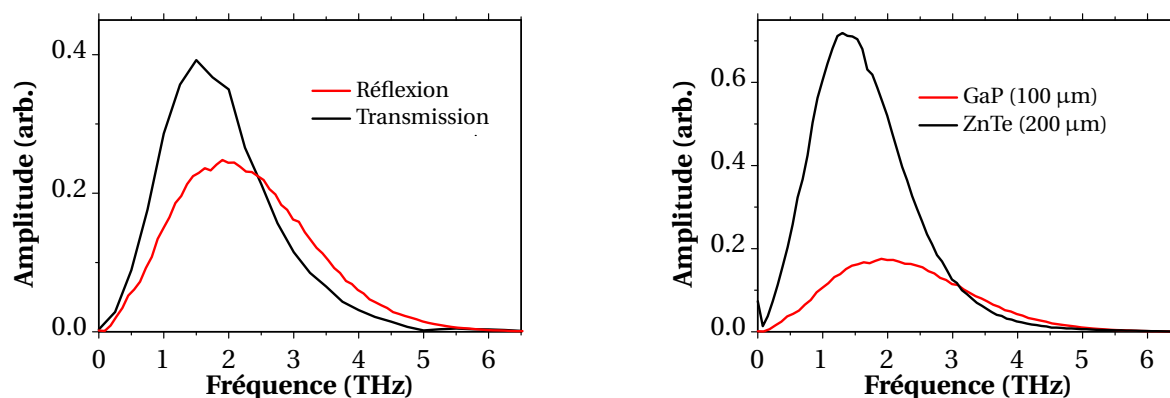 Amplitude (arb.)
0.4
0.2
0.0
Réflexion
Transmission
0 1 2 3 4 5 6
Fréquence (THz)
Amplitude (arb.)
0.6
0.4
0.2
0.0
GaP (100 µm)
ZnTe (200 µm)
0 1 2 3 4 5 6
Fréquence (THz)